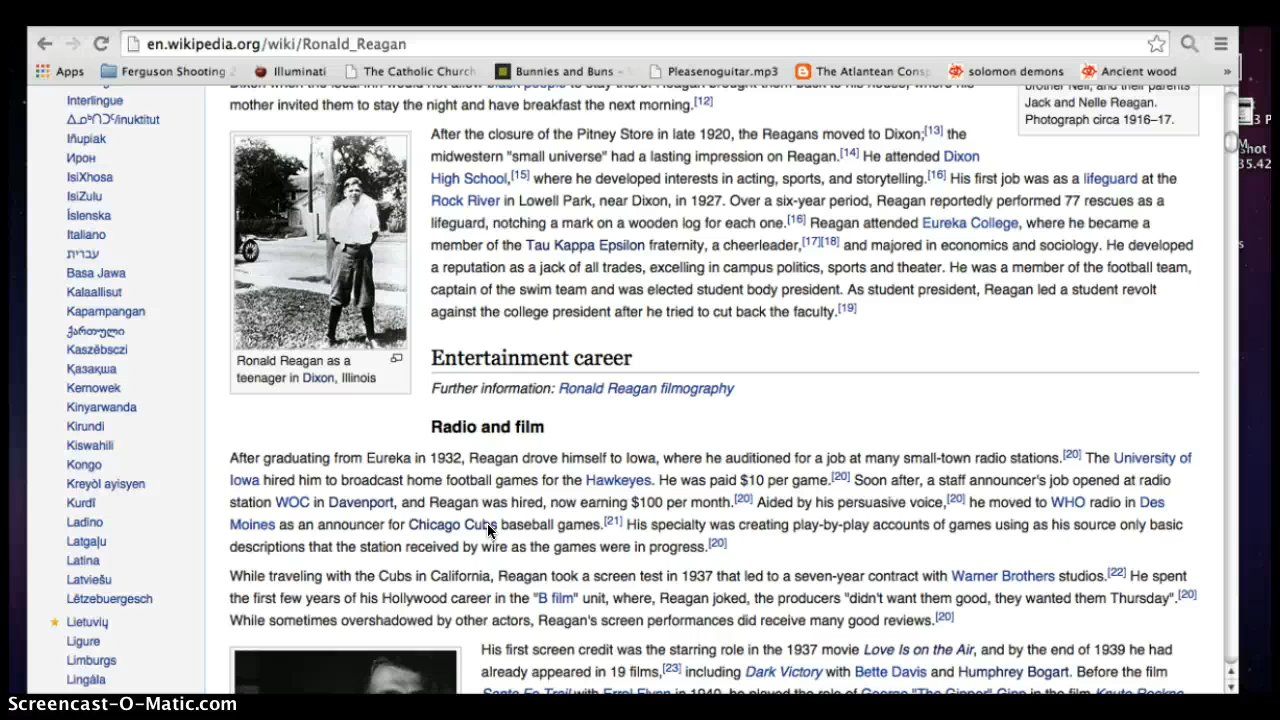 en.wikipedia.org/wiki/Ronald_Reagan
Apps Ferguson Shooting Illuminati The Catholic Church Bunnies and Buns - Pleasenoguitar.mp3 The Atlantean Cons solomon demons Ancient wood »
mother invited them to stay the night and have breakfast the next morning.[12]
brother Neil, and their parents
Jack and Nelle Reagan.
Photograph circa 1916–17.
Interlingue
ᐃᓄᒃᑎᑐᑦ/inuktitut
Iñupiak
Ирон
IsiXhosa
IsiZulu
Íslenska
Italiano
עברית
Basa Jawa
Kalaallisut
Kapampangan
ქართული
Kaszëbsczi
Қазақша
Kernowek
Kinyarwanda
Kirundi
Kiswahili
Kongo
Kreyòl ayisyen
Kurdî
Ladino
Latgaļu
Latina
Latviešu
Lëtzebuergesch
Lietuvių
Ligure
Limburgs
Lingála
Ronald Reagan as a
teenager in Dixon, Illinois
After the closure of the Pitney Store in late 1920, the Reagans moved to Dixon;[13] the
midwestern "small universe" had a lasting impression on Reagan.[14] He attended Dixon
High School,[15] where he developed interests in acting, sports, and storytelling.[16] His first job was as a lifeguard at the
Rock River in Lowell Park, near Dixon, in 1927. Over a six-year period, Reagan reportedly performed 77 rescues as a
lifeguard, notching a mark on a wooden log for each one.[16] Reagan attended Eureka College, where he became a
member of the Tau Kappa Epsilon fraternity, a cheerleader,[17][18] and majored in economics and sociology. He developed
a reputation as a jack of all trades, excelling in campus politics, sports and theater. He was a member of the football team,
captain of the swim team and was elected student body president. As student president, Reagan led a student revolt
against the college president after he tried to cut back the faculty.[19]
Entertainment career
Further information: Ronald Reagan filmography
Radio and film
After graduating from Eureka in 1932, Reagan drove himself to Iowa, where he auditioned for a job at many small-town radio stations.[20] The University of
Iowa hired him to broadcast home football games for the Hawkeyes. He was paid $10 per game.[20] Soon after, a staff announcer's job opened at radio
station WOC in Davenport, and Reagan was hired, now earning $100 per month.[20] Aided by his persuasive voice,[20] he moved to WHO radio in Des
Moines as an announcer for Chicago Cubs baseball games.[21] His specialty was creating play-by-play accounts of games using as his source only basic
descriptions that the station received by wire as the games were in progress.[20]
While traveling with the Cubs in California, Reagan took a screen test in 1937 that led to a seven-year contract with Warner Brothers studios.[22] He spent
the first few years of his Hollywood career in the "B film" unit, where, Reagan joked, the producers "didn't want them good, they wanted them Thursday".[20]
While sometimes overshadowed by other actors, Reagan's screen performances did receive many good reviews.[20]
His first screen credit was the starring role in the 1937 movie Love Is on the Air, and by the end of 1939 he had
already appeared in 19 films,[23] including Dark Victory with Bette Davis and Humphrey Bogart. Before the film
Santa Fe Trail with Errol Flynn in 1940, he played the role of George "The Gipper" Gipp in the film Knute Rockne
Screencast-O-Matic.com